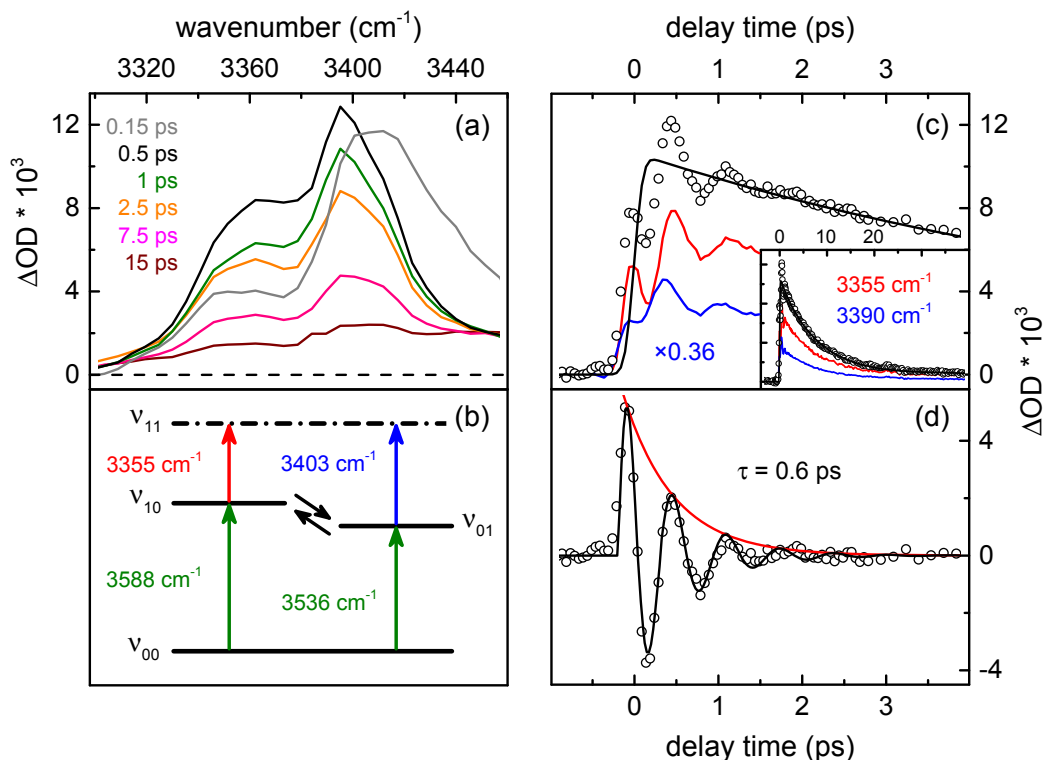 wavenumber (cm⁻¹)
3320 3360 3400 3440
ΔOD * 10³
12
8
4
0
(a)
0.15 ps
0.5 ps
1 ps
2.5 ps
7.5 ps
15 ps
(b)
ν₁₁
3355 cm⁻¹
3403 cm⁻¹
ν₁₀
ν₀₁
3588 cm⁻¹
3536 cm⁻¹
ν₀₀
delay time (ps)
0 1 2 3
(c)
12
8
4
0
ΔOD * 10³
0 10 20
3355 cm⁻¹
3390 cm⁻¹
×0.36
(d)
4
0
-4
τ = 0.6 ps
0 1 2 3
delay time (ps)